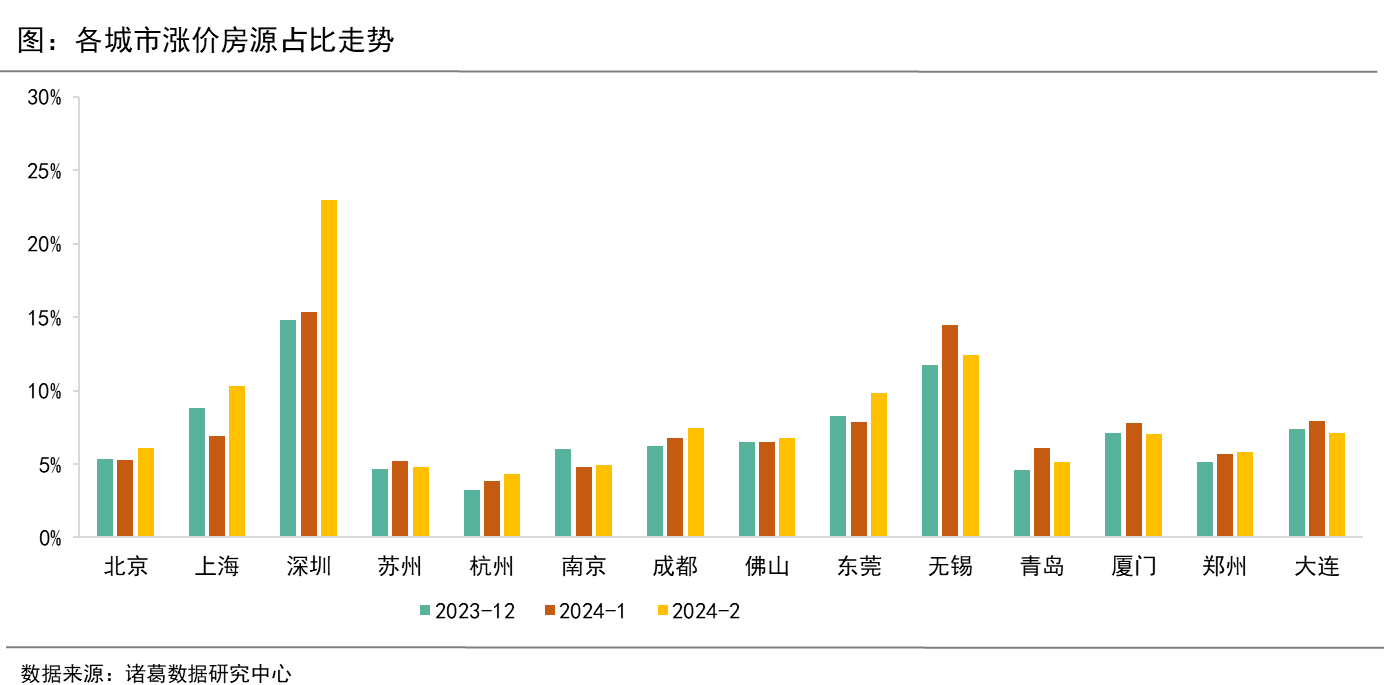 图：各城市涨价房源占比走势
30%
25%
20%
15%
10%
5%
0%
北京 上海 深圳 苏州 杭州 南京 成都 佛山 东莞 无锡 青岛 厦门 郑州 大连
2023-12 2024-1 2024-2
数据来源：诸葛数据研究中心